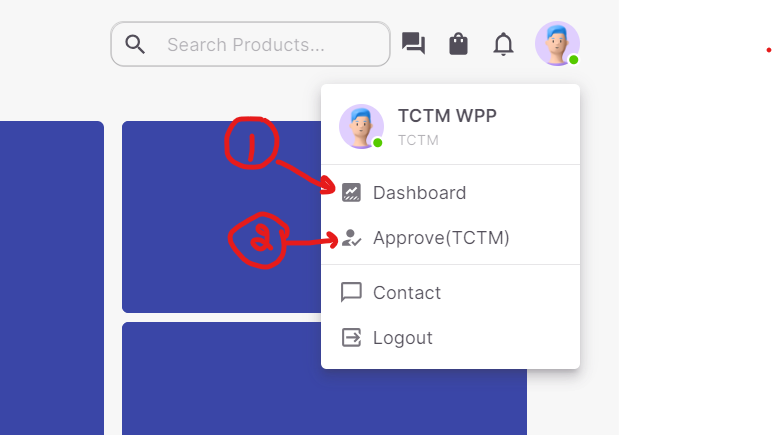 Search Products...
TCTM WPP
TCTM
1
Dashboard
2
Approve(TCTM)
Contact
Logout